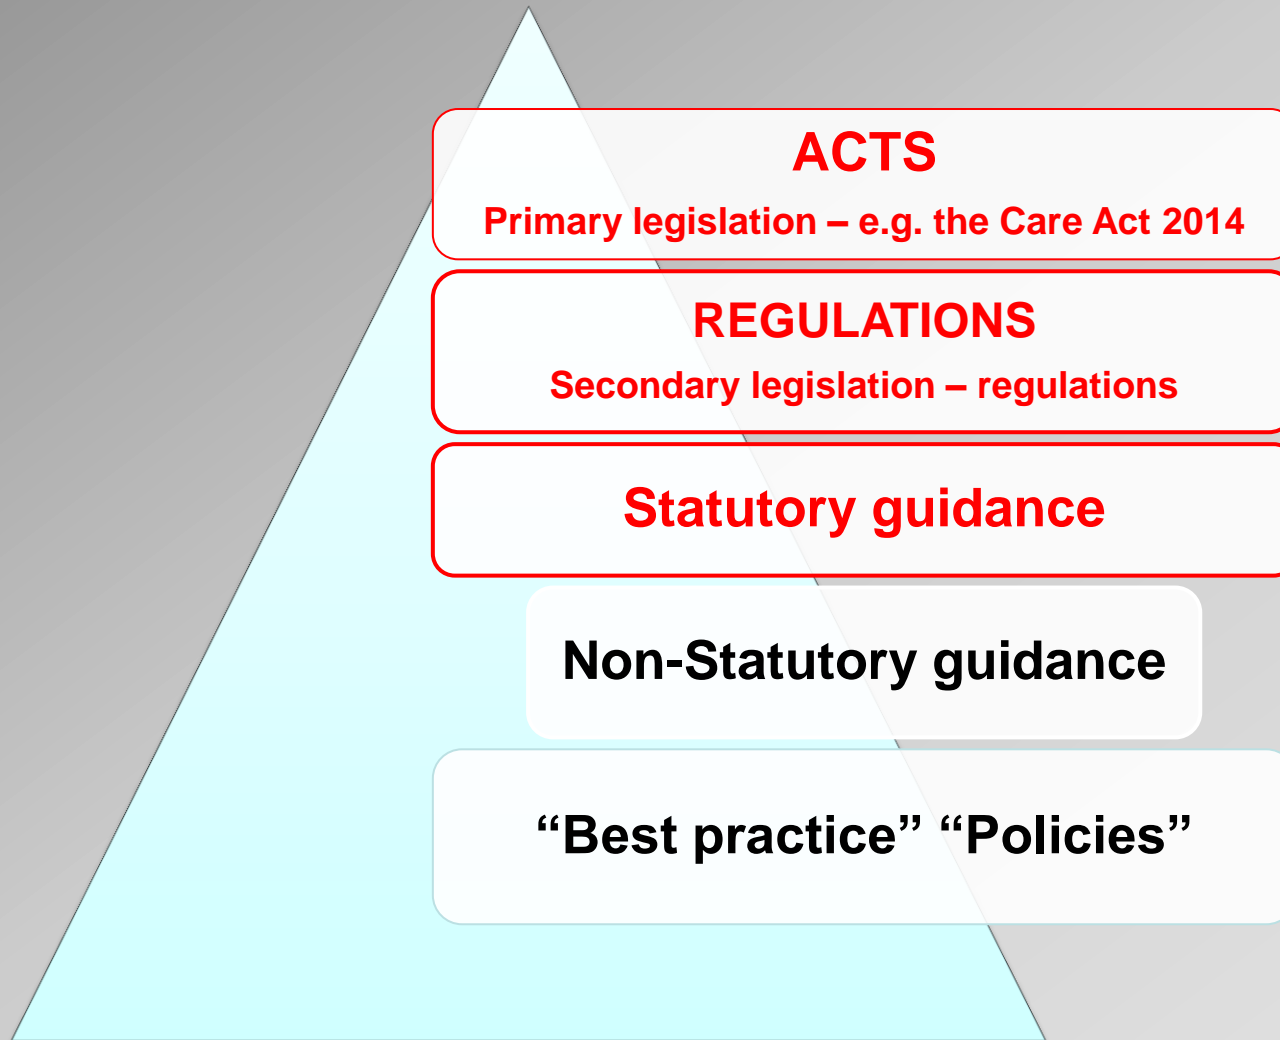 ACTS
Primary legislation – e.g. the Care Act 2014
REGULATIONS
Secondary legislation – regulations
Statutory guidance
Non-Statutory guidance
“Best practice” “Policies”